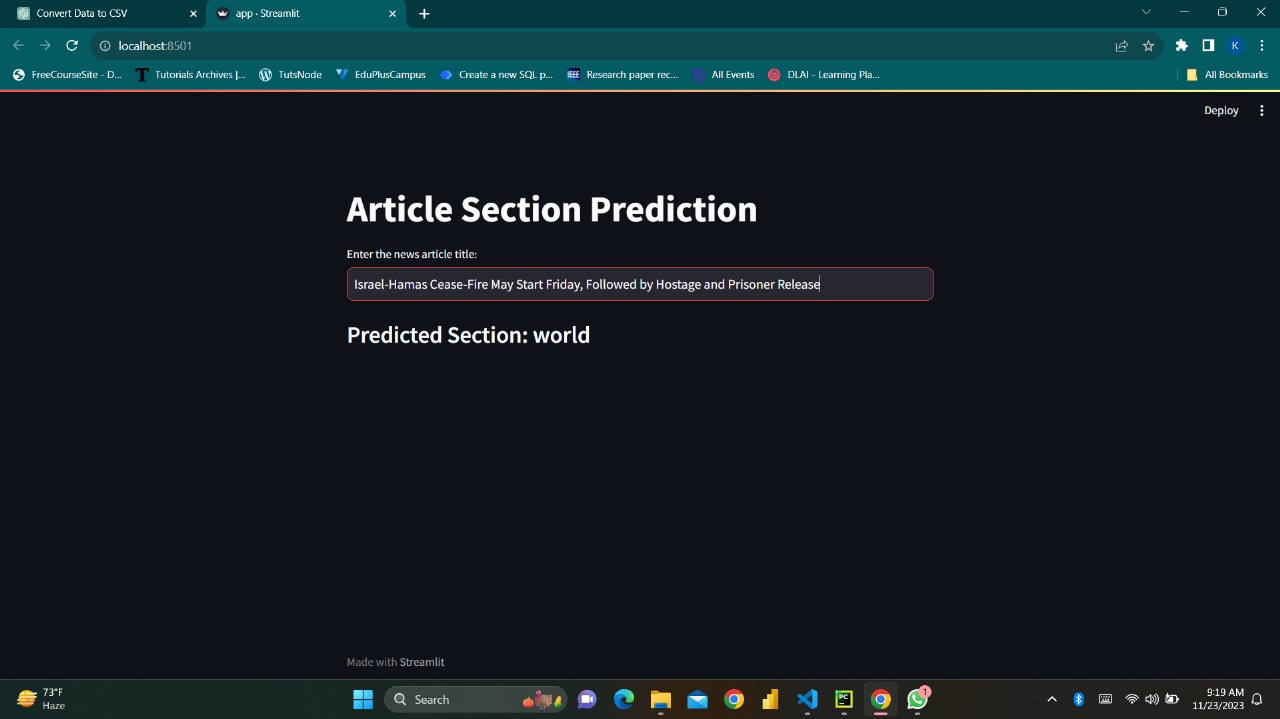 Convert Data to CSV
app · Streamlit
localhost:8501
K
FreeCourseSite - D...
Tutorials Archives |...
TutsNode
EduPlusCampus
Create a new SQL p...
IEEE
Research paper rec...
All Events
DLAI - Learning Pla...
All Bookmarks
Deploy
Article Section Prediction
Enter the news article title:
Israel-Hamas Cease-Fire May Start Friday, Followed by Hostage and Prisoner Release
Predicted Section: world
Made with Streamlit
73°F
Haze
Search
PC
1
9:19 AM
11/23/2023